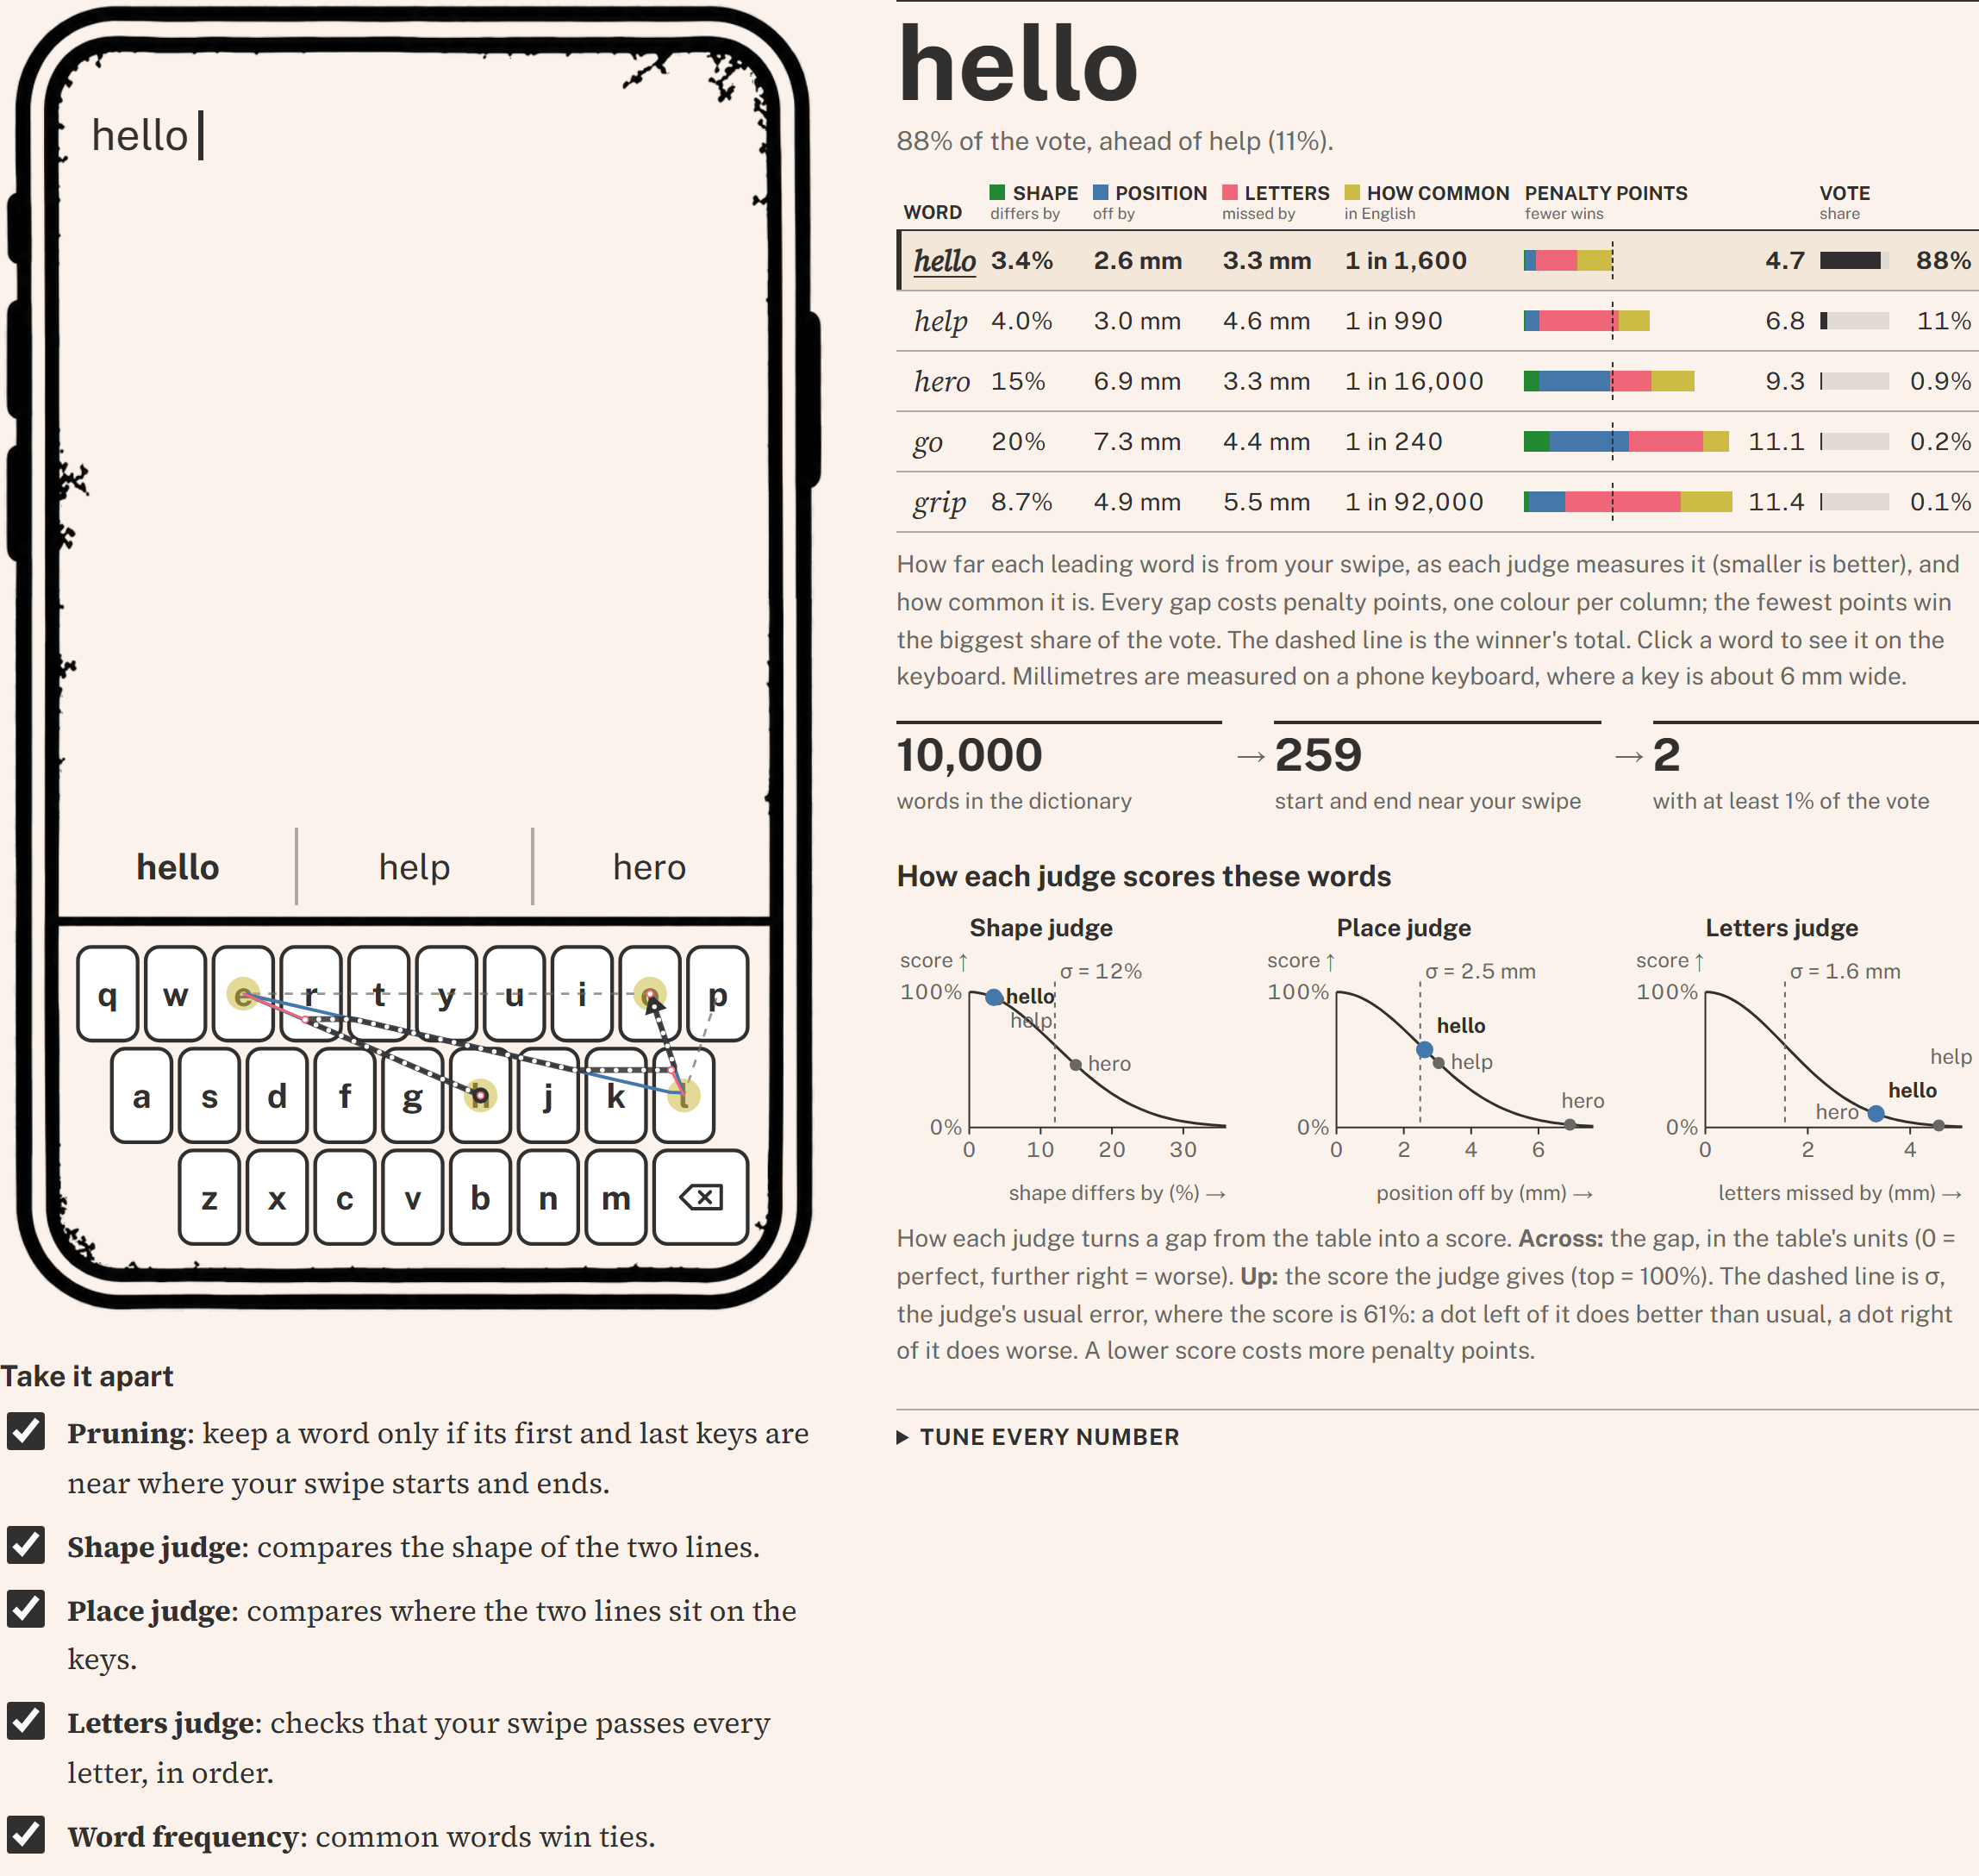 hello
hello
help
hero
q w e r t y u i o p
a s d f g h j k l
z x c v b n m
Take it apart
Pruning: keep a word only if its first and last keys are
near where your swipe starts and ends.
Shape judge: compares the shape of the two lines.
Place judge: compares where the two lines sit on the
keys.
Letters judge: checks that your swipe passes every
letter, in order.
Word frequency: common words win ties.
hello
88% of the vote, ahead of help (11%).
WORD SHAPE differs by POSITION off by LETTERS missed by HOW COMMON in English PENALTY POINTS fewer wins VOTE share
hello 3.4% 2.6 mm 3.3 mm 1 in 1,600 4.7 88%
help 4.0% 3.0 mm 4.6 mm 1 in 990 6.8 11%
hero 15% 6.9 mm 3.3 mm 1 in 16,000 9.3 0.9%
go 20% 7.3 mm 4.4 mm 1 in 240 11.1 0.2%
grip 8.7% 4.9 mm 5.5 mm 1 in 92,000 11.4 0.1%
How far each leading word is from your swipe, as each judge measures it (smaller is better), and
how common it is. Every gap costs penalty points, one colour per column; the fewest points win
the biggest share of the vote. The dashed line is the winner's total. Click a word to see it on the
keyboard. Millimetres are measured on a phone keyboard, where a key is about 6 mm wide.
10,000 → 259 → 2
words in the dictionary
start and end near your swipe
with at least 1% of the vote
How each judge scores these words
Shape judge
score ↑
σ = 12%
100%
hello
help
hero
0%
0 10 20 30
shape differs by (%) →
Place judge
score ↑
σ = 2.5 mm
100%
hello
help
hero
0%
0 2 4 6
position off by (mm) →
Letters judge
score ↑
σ = 1.6 mm
100%
help
hello
hero
0%
0 2 4
letters missed by (mm) →
How each judge turns a gap from the table into a score. Across: the gap, in the table's units (0 =
perfect, further right = worse). Up: the score the judge gives (top = 100%). The dashed line is σ,
the judge's usual error, where the score is 61%: a dot left of it does better than usual, a dot right
of it does worse. A lower score costs more penalty points.
▶ TUNE EVERY NUMBER